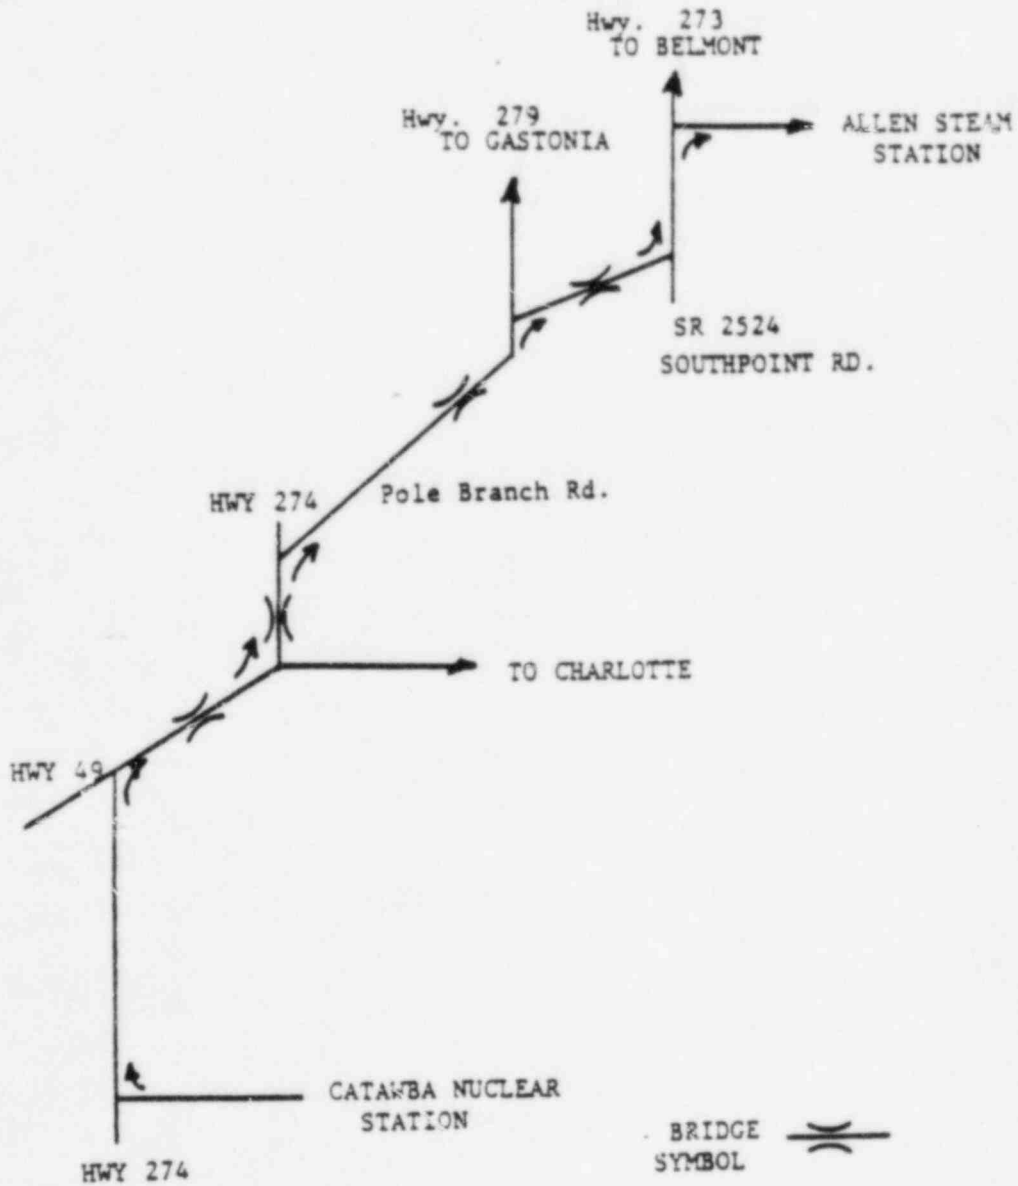 Hwy. 273
TO BELMONT
Hwy. 279
TO GASTONIA
ALLEN STEAM
STATION
SR 2524
SOUTHPOINT RD.
HWY 274
Pole Branch Rd.
TO CHARLOTTE
HWY 49
CATAWBA NUCLEAR
STATION
BRIDGE
SYMBOL
HWY 274